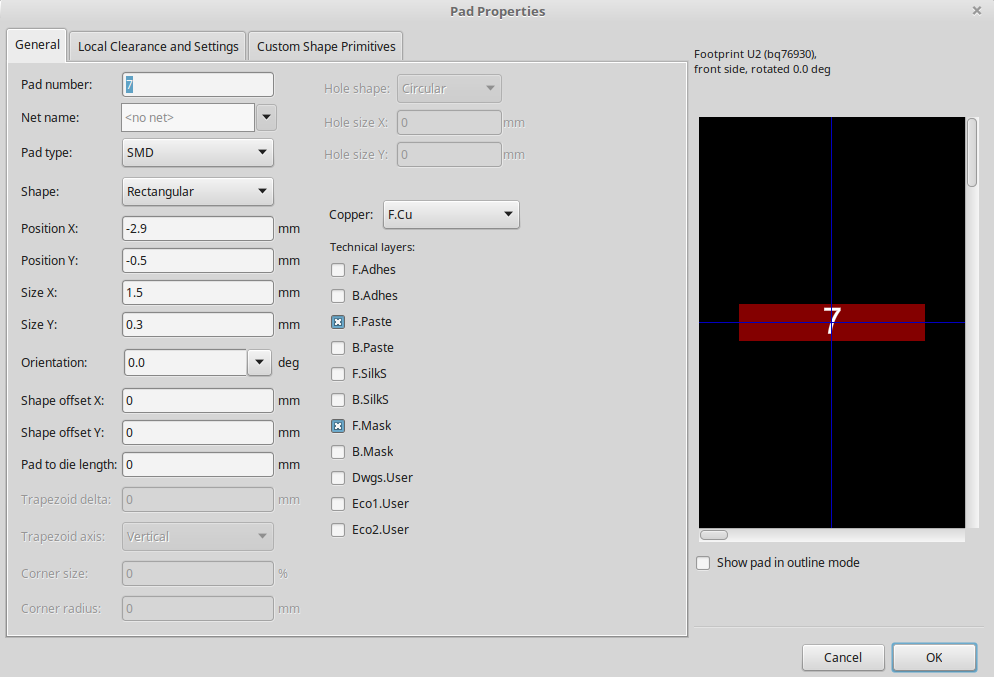 Pad Properties
General
Local Clearance and Settings
Custom Shape Primitives
Pad number: 7
Net name: <no net>
Pad type: SMD
Shape: Rectangular
Position X: -2.9 mm
Position Y: -0.5 mm
Size X: 1.5 mm
Size Y: 0.3 mm
Orientation: 0.0 deg
Shape offset X: 0 mm
Shape offset Y: 0 mm
Pad to die length: 0 mm
Trapezoid delta: 0 mm
Trapezoid axis: Vertical
Corner size: 0 %
Corner radius: 0 mm
Hole shape: Circular
Hole size X: 0 mm
Hole size Y: 0 mm
Copper: F.Cu
Technical layers:
F.Adhes
B.Adhes
F.Paste
B.Paste
F.SilkS
B.SilkS
F.Mask
B.Mask
Dwgs.User
Eco1.User
Eco2.User
Footprint U2 (bq76930),
front side, rotated 0.0 deg
7
Show pad in outline mode
Cancel
OK